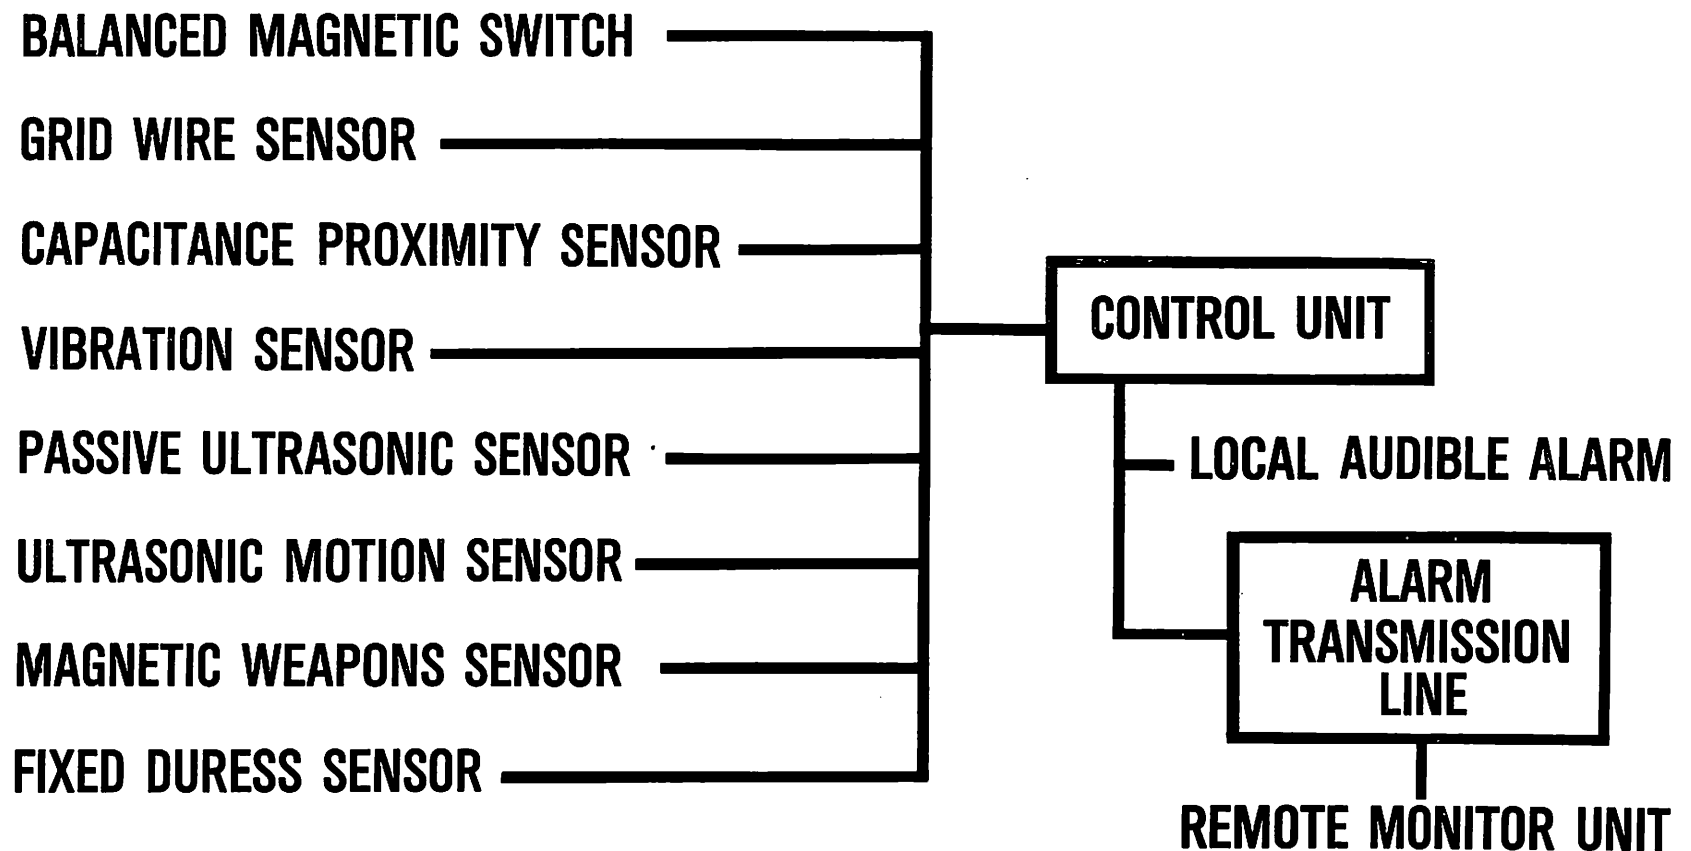 BALANCED MAGNETIC SWITCH
GRID WIRE SENSOR
CAPACITANCE PROXIMITY SENSOR
VIBRATION SENSOR
PASSIVE ULTRASONIC SENSOR
ULTRASONIC MOTION SENSOR
MAGNETIC WEAPONS SENSOR
FIXED DURESS SENSOR
CONTROL UNIT
LOCAL AUDIBLE ALARM
ALARM
TRANSMISSION
LINE
REMOTE MONITOR UNIT